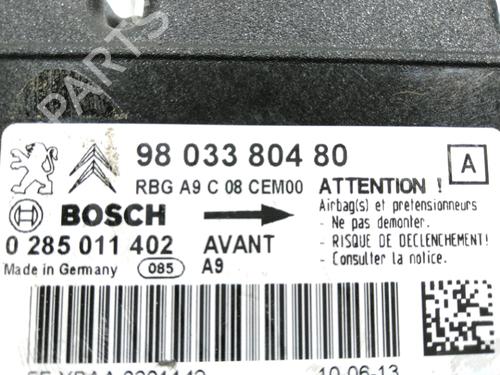 98 033 804 80
A
RBG A9 C 08 CEM00
ATTENTION !
Airbag(s) et pretensionneurs
- Ne pas demonter.
- RISQUE DE DECLENCHEMENT!
- Consulter la notice.
BOSCH
0 285 011 402
AVANT
Made in Germany
085
A9
10-06-13
PARTS